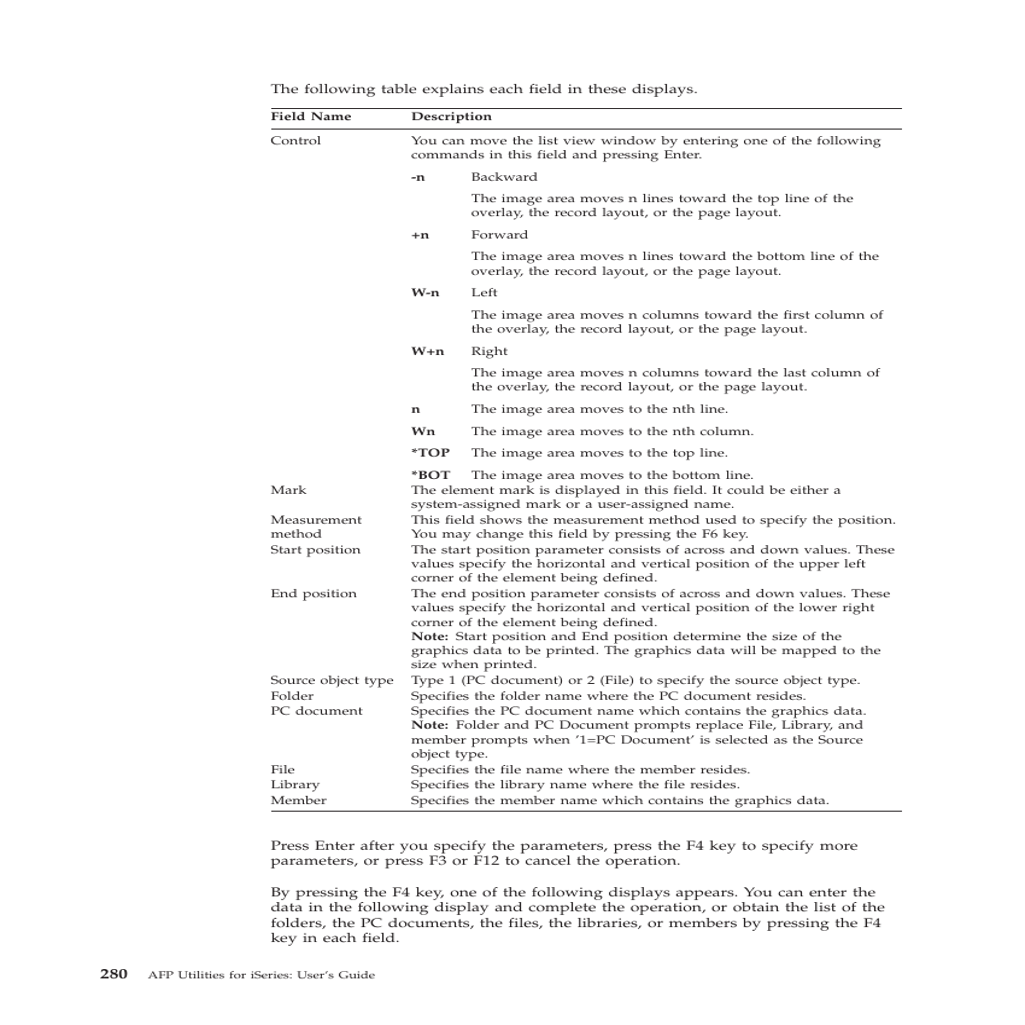 The following table explains each field in these displays.
Field Name Description
Control You can move the list view window by entering one of the following
commands in this field and pressing Enter.
-n Backward
The image area moves n lines toward the top line of the
overlay, the record layout, or the page layout.
+n Forward
The image area moves n lines toward the bottom line of the
overlay, the record layout, or the page layout.
W-n Left
The image area moves n columns toward the first column of
the overlay, the record layout, or the page layout.
W+n Right
The image area moves n columns toward the last column of
the overlay, the record layout, or the page layout.
n The image area moves to the nth line.
Wn The image area moves to the nth column.
*TOP The image area moves to the top line.
*BOT The image area moves to the bottom line.
Mark The element mark is displayed in this field. It could be either a
system-assigned mark or a user-assigned name.
Measurement This field shows the measurement method used to specify the position.
method You may change this field by pressing the F6 key.
Start position The start position parameter consists of across and down values. These
values specify the horizontal and vertical position of the upper left
corner of the element being defined.
End position The end position parameter consists of across and down values. These
values specify the horizontal and vertical position of the lower right
corner of the element being defined.
Note: Start position and End position determine the size of the
graphics data to be printed. The graphics data will be mapped to the
size when printed.
Source object type Type 1 (PC document) or 2 (File) to specify the source object type.
Folder Specifies the folder name where the PC document resides.
PC document Specifies the PC document name which contains the graphics data.
Note: Folder and PC Document prompts replace File, Library, and
member prompts when ’1=PC Document’ is selected as the Source
object type.
File Specifies the file name where the member resides.
Library Specifies the library name where the file resides.
Member Specifies the member name which contains the graphics data.
Press Enter after you specify the parameters, press the F4 key to specify more
parameters, or press F3 or F12 to cancel the operation.
By pressing the F4 key, one of the following displays appears. You can enter the
data in the following display and complete the operation, or obtain the list of the
folders, the PC documents, the files, the libraries, or members by pressing the F4
key in each field.
280 AFP Utilities for iSeries: User’s Guide